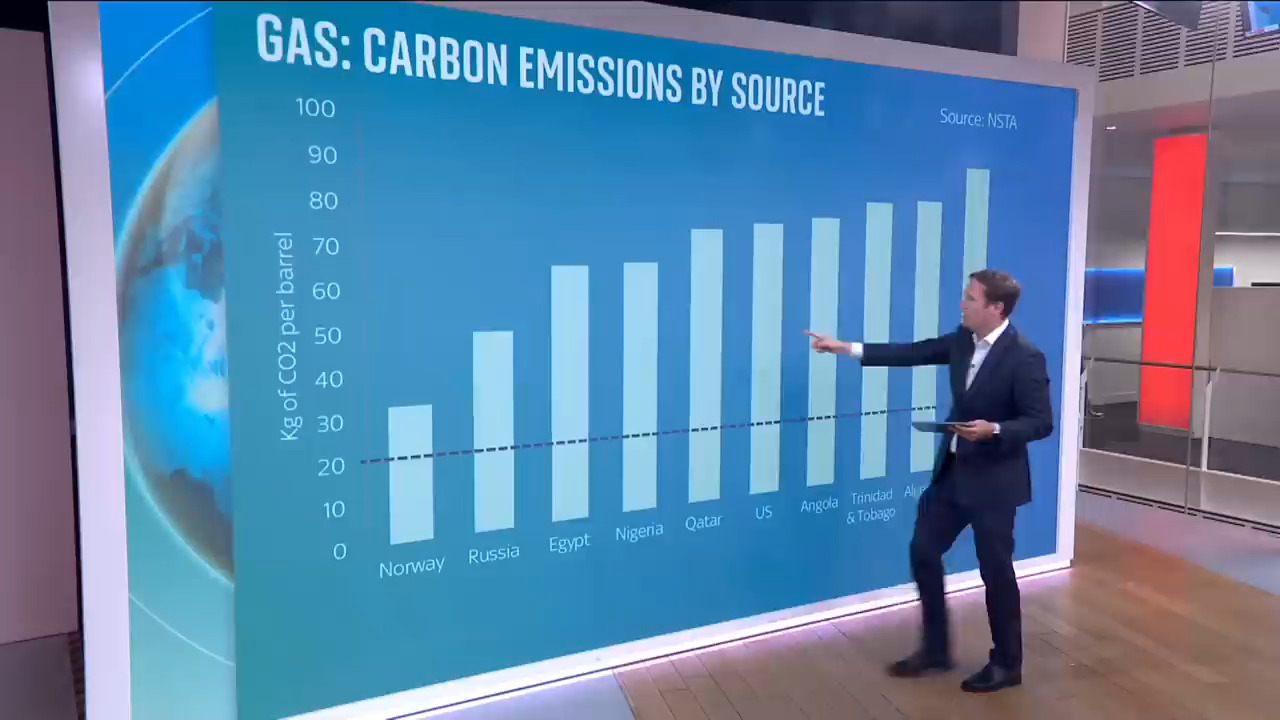 GAS: CARBON EMISSIONS BY SOURCE
Source: NSTA
Kg of CO2 per barrel
100
90
80
70
60
50
40
30
20
10
0
Norway
Russia
Egypt
Nigeria
Qatar
US
Angola
Trinidad
& Tobago